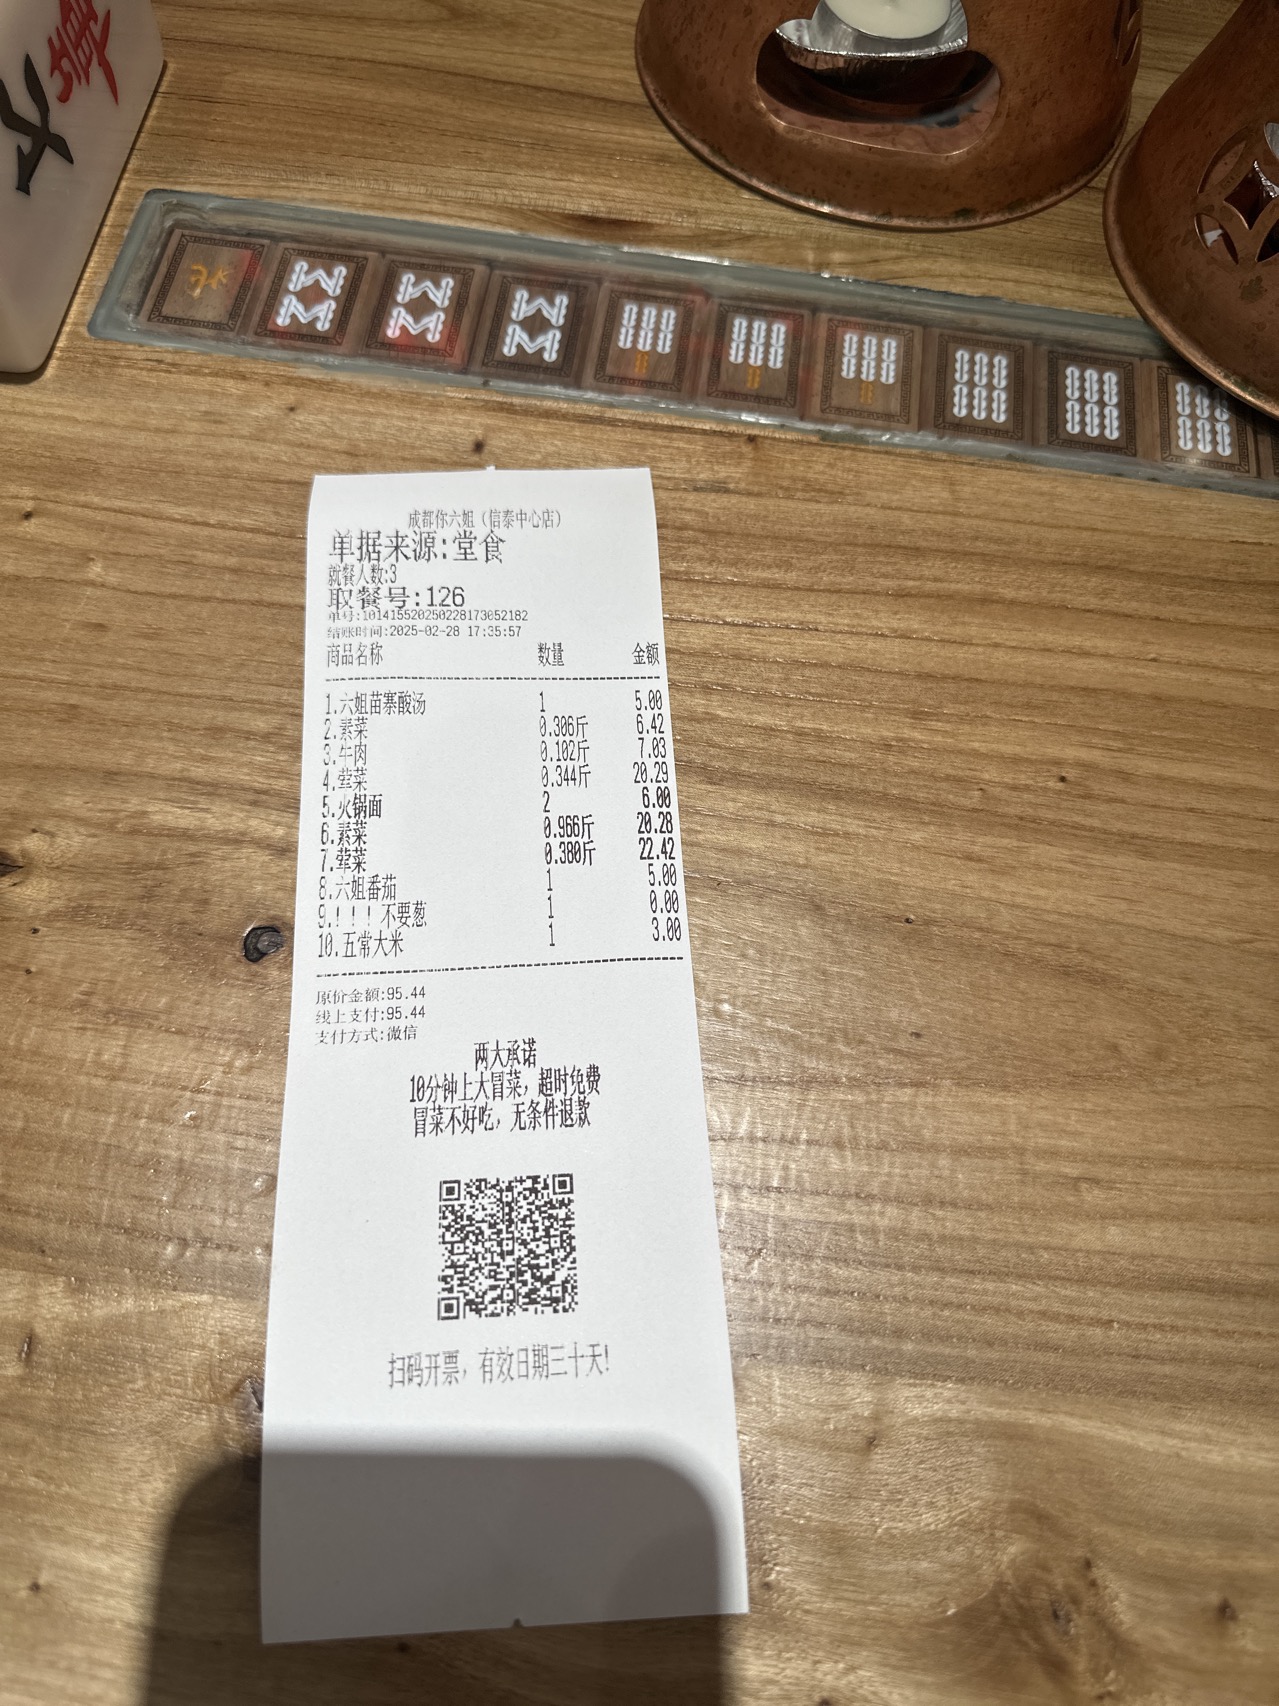 北
成都你六姐（信泰中心店）
单据来源:堂食
就餐人数:3
取餐号:126
单号:101415520250228173052182
结账时间:2025-02-28 17:35:57
商品名称 数量 金额
1.六姐苗寨酸汤 1 5.00
2.素菜 0.306斤 6.42
3.牛肉 0.102斤 7.03
4.荤菜 0.344斤 20.29
5.火锅面 2 6.00
6.素菜 0.966斤 20.28
7.荤菜 0.380斤 22.42
8.六姐番茄 1 5.00
9.！！！不要葱 1 0.00
10.五常大米 1 3.00
原价金额:95.44
线上支付:95.44
支付方式:微信
两大承诺
10分钟上大冒菜，超时免费
冒菜不好吃，无条件退款
扫码开票，有效日期三十天!